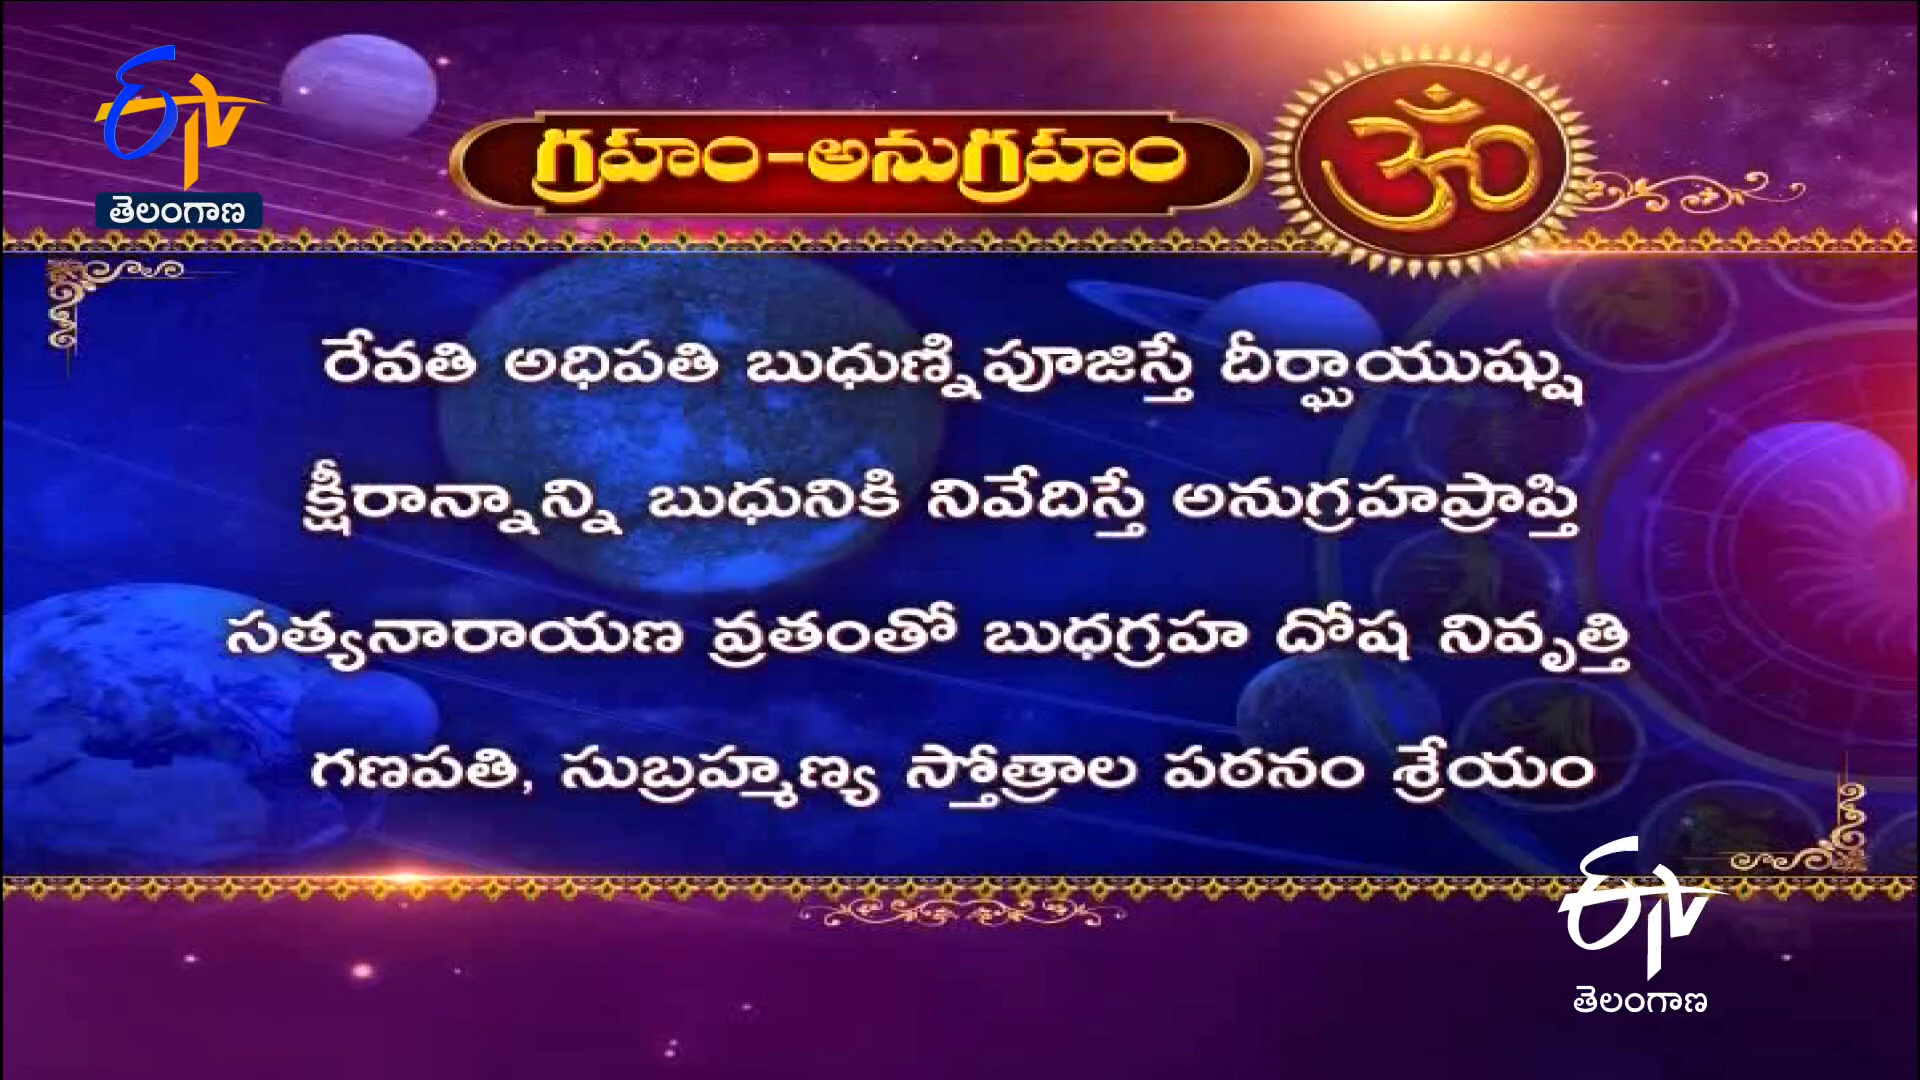 ETV
తెలంగాణ
గ్రహం-అనుగ్రహం
ॐ
రేవతి అధిపతి బుధుణ్నిపూజిస్తే దీర్ఘాయుష్షు
క్షీరాన్నాన్ని బుధునికి నివేదిస్తే అనుగ్రహప్రాప్తి
సత్యనారాయణ వ్రతంతో బుధగ్రహ దోష నివృత్తి
గణపతి, సుబ్రహ్మణ్య స్తోత్రాల పఠనం శ్రేయం
ETV
తెలంగాణ